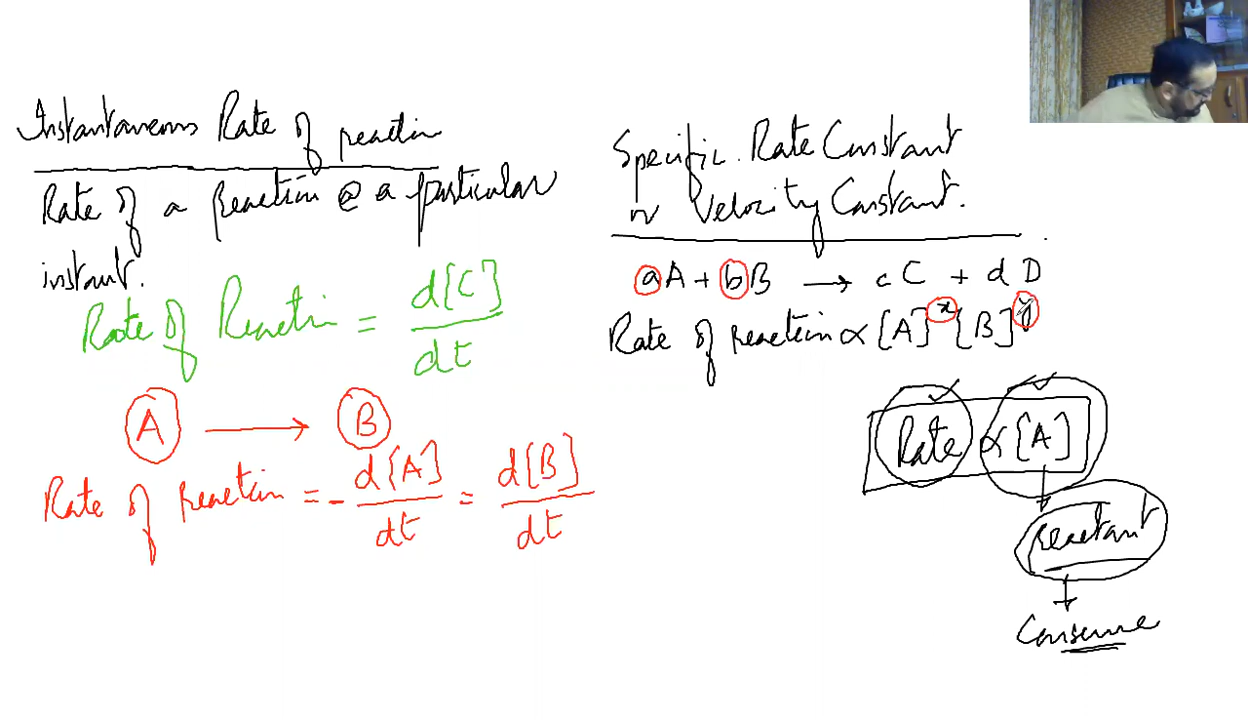 Instantaneous Rate of reaction
Rate of a reaction @ a particular
instant.
Rate of Reaction = d[C]/dt
A → B
Rate of reaction = - d[A]/dt = d[B]/dt
Specific Rate Constant
or Velocity Constant.
aA + bB → cC + dD
Rate of reaction ∝ [A]^x [B]^y
Rate ∝ [A]
reactant
Consume